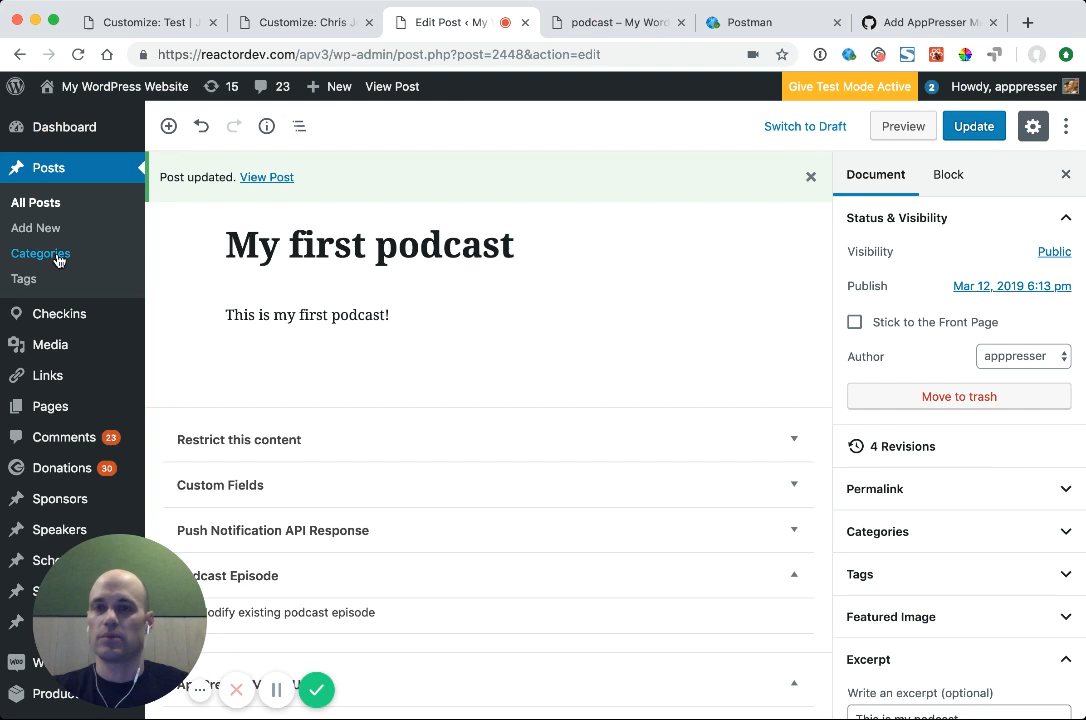 Customize: Test | J
Customize: Chris J
Edit Post ‹ My
podcast – My Wor
Postman
Add AppPresser M
https://reactordev.com/apv3/wp-admin/post.php?post=2448&action=edit
My WordPress Website
15
23
New
View Post
Give Test Mode Active
2
Howdy, apppresser
Dashboard
Posts
All Posts
Add New
Categories
Tags
Checkins
Media
Links
Pages
Comments 23
Donations 30
Sponsors
Speakers
Sche
S
W
Produc
Switch to Draft
Preview
Update
Post updated. View Post
My first podcast
This is my first podcast!
Restrict this content
Custom Fields
Push Notification API Response
dcast Episode
odify existing podcast episode
Document
Block
Status & Visibility
Visibility
Public
Publish
Mar 12, 2019 6:13 pm
Stick to the Front Page
Author
apppresser
Move to trash
4 Revisions
Permalink
Categories
Tags
Featured Image
Excerpt
Write an excerpt (optional)
This is my podcast